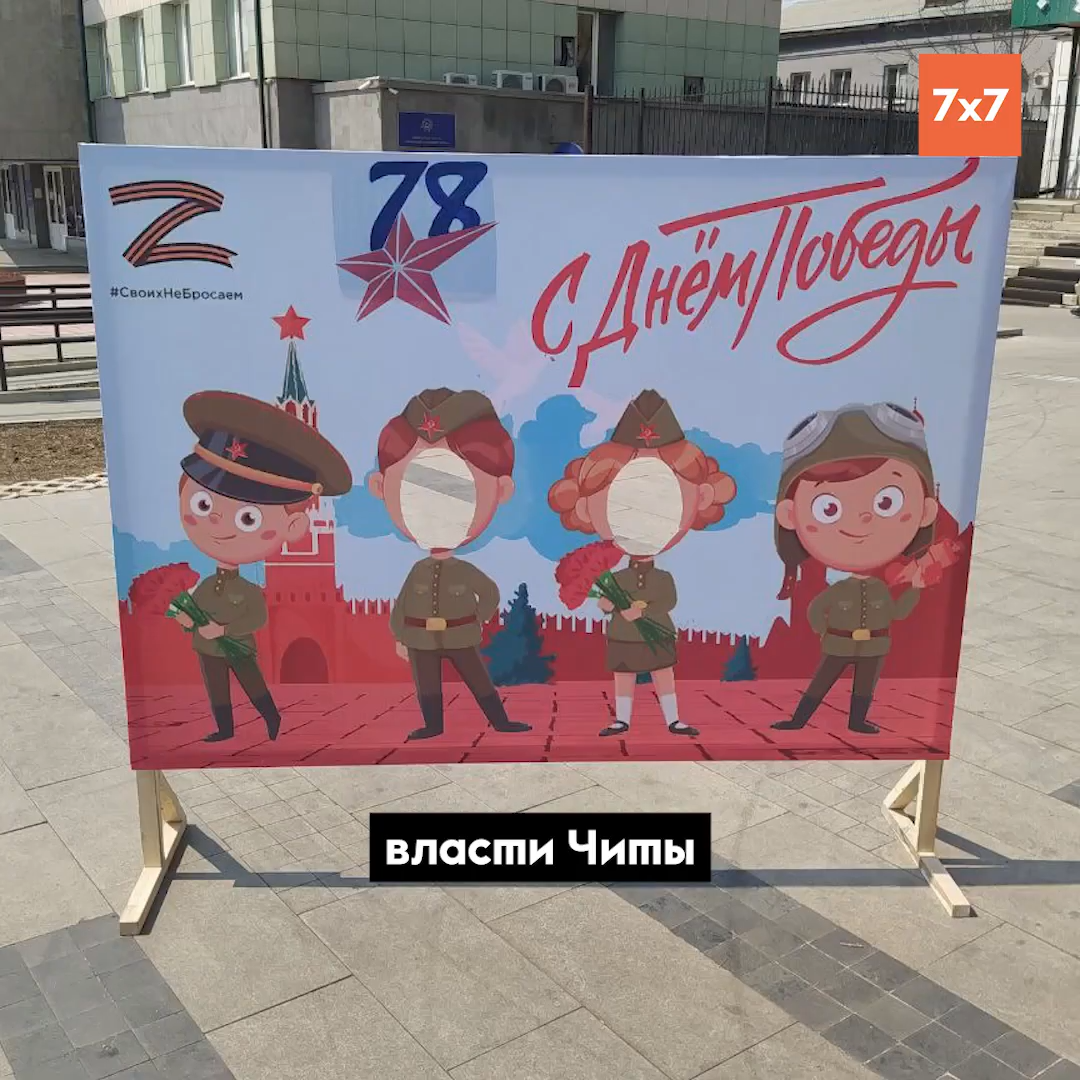 7x7
Z
78
С Днём Победы
#СвоихНеБросаем
власти Читы